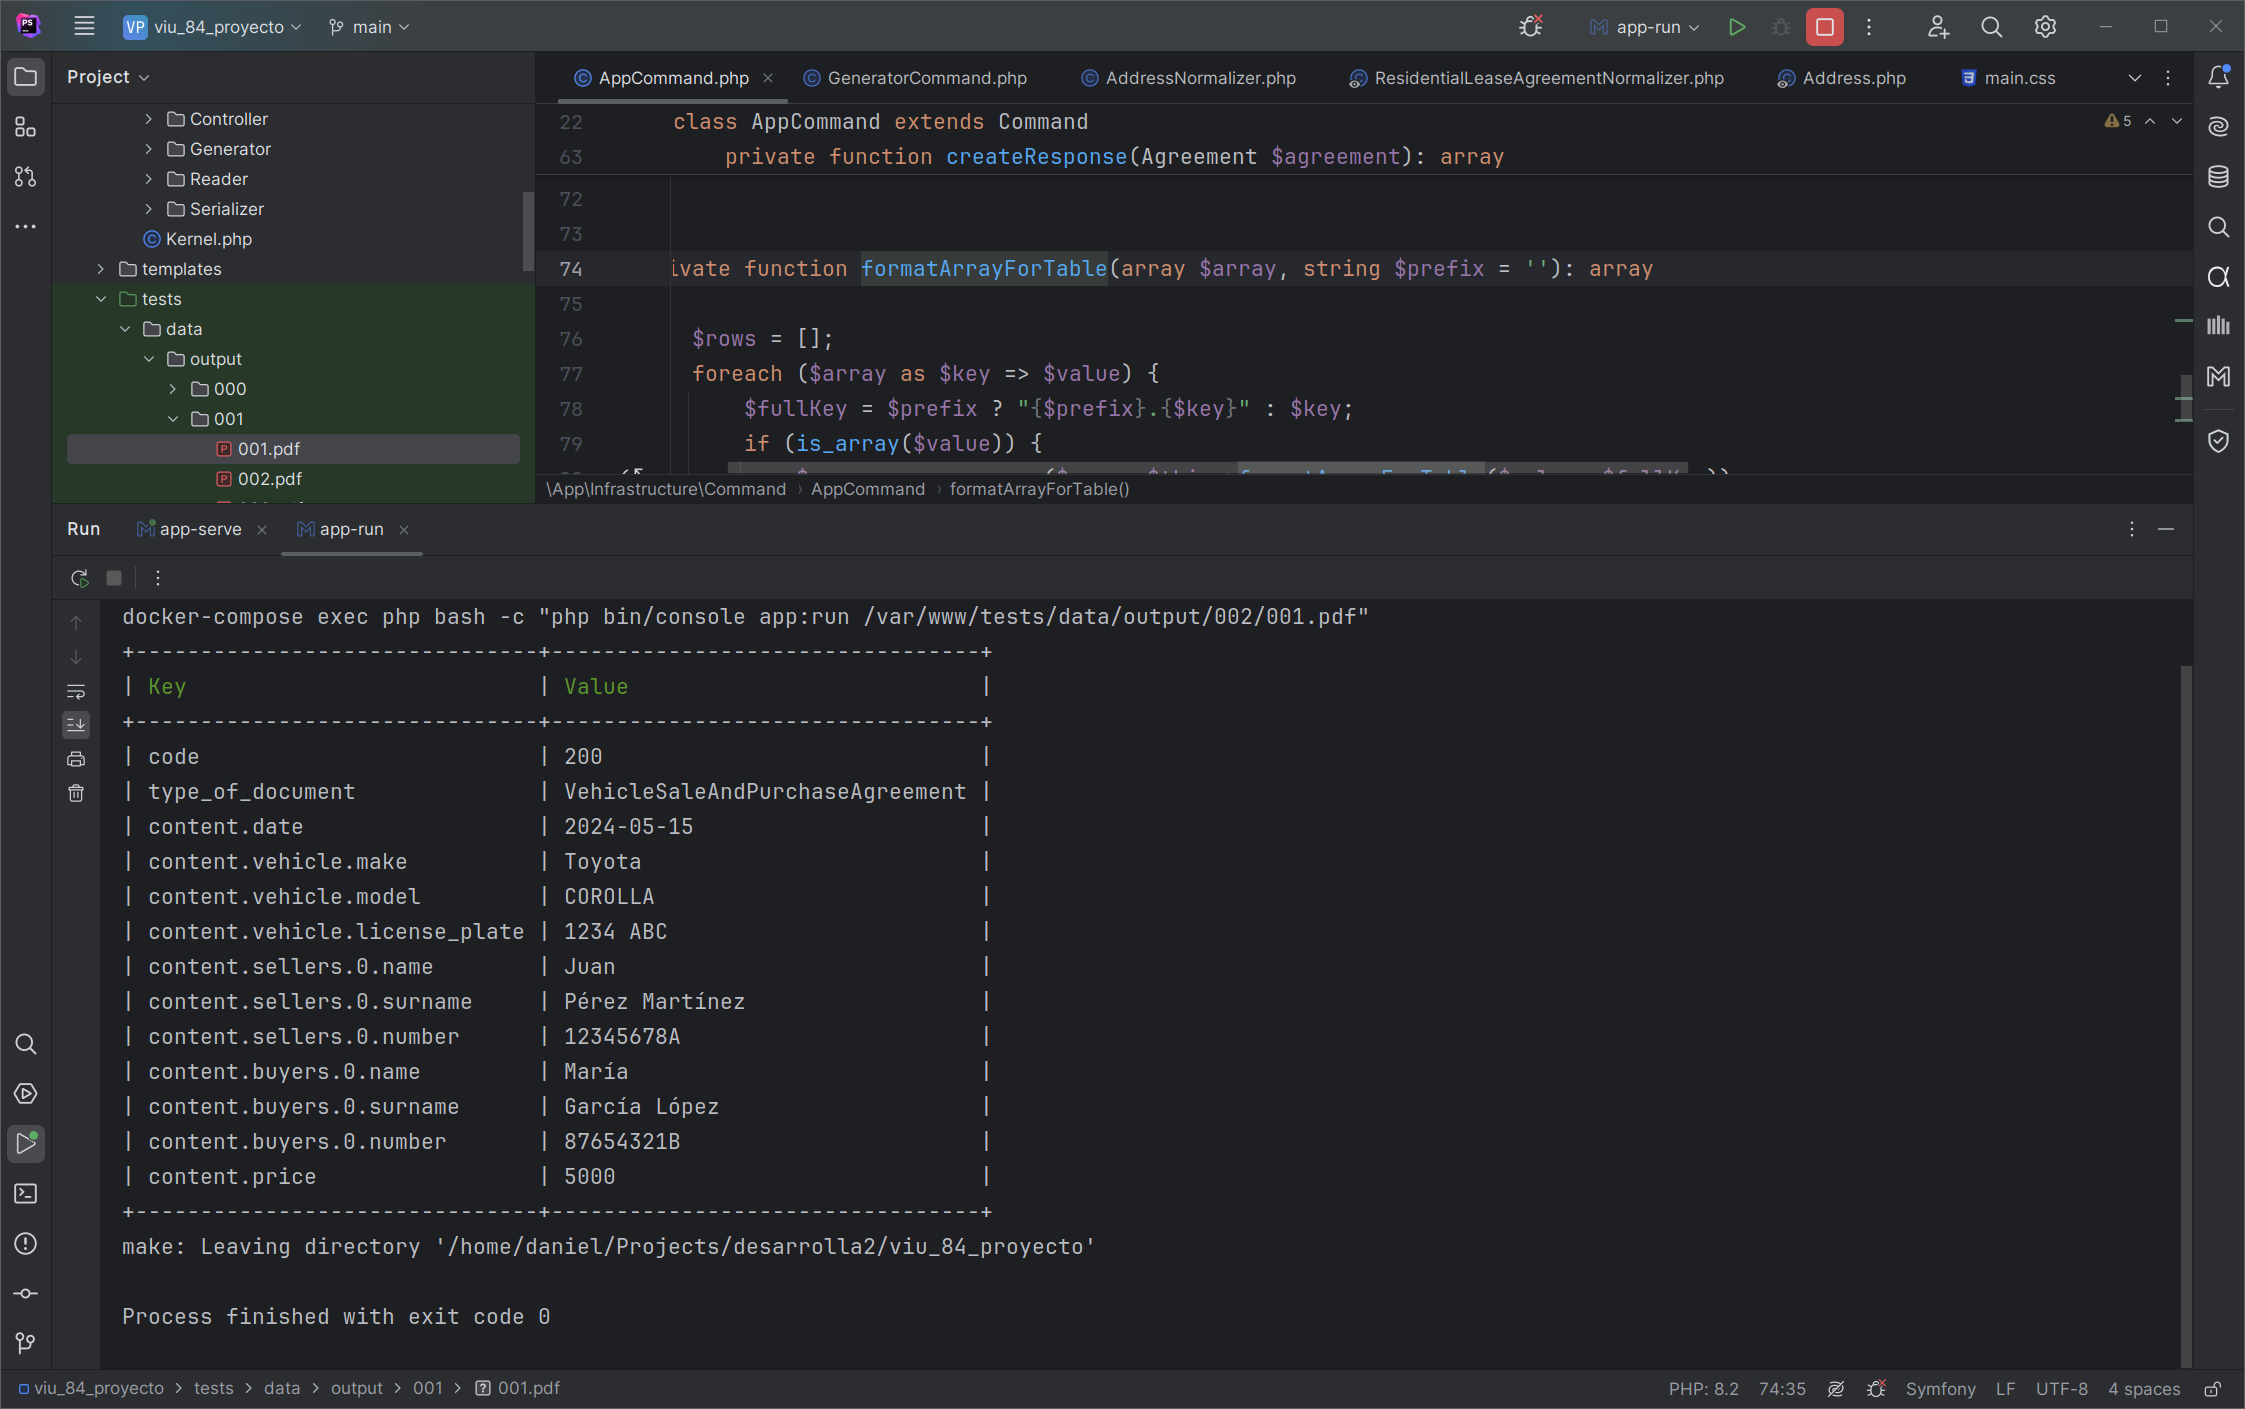 VP viu_84_proyecto main app-run
Project
Controller
Generator
Reader
Serializer
Kernel.php
templates
tests
data
output
000
001
001.pdf
002.pdf
AppCommand.php GeneratorCommand.php AddressNormalizer.php ResidentialLeaseAgreementNormalizer.php Address.php main.css
22 class AppCommand extends Command
5
63 private function createResponse(Agreement $agreement): array
72
73
74 ivate function formatArrayForTable(array $array, string $prefix = ''): array
75
76 $rows = [];
77 foreach ($array as $key => $value) {
78 $fullKey = $prefix ? "{$prefix}.{$key}" : $key;
79 if (is_array($value)) {
\App\Infrastructure\Command › AppCommand › formatArrayForTable()
Run app-serve app-run
docker-compose exec php bash -c "php bin/console app:run /var/www/tests/data/output/002/001.pdf"
+-------------------------------+---------------------------------+
| Key | Value |
+-------------------------------+---------------------------------+
| code | 200 |
| type_of_document | VehicleSaleAndPurchaseAgreement |
| content.date | 2024-05-15 |
| content.vehicle.make | Toyota |
| content.vehicle.model | COROLLA |
| content.vehicle.license_plate | 1234 ABC |
| content.sellers.0.name | Juan |
| content.sellers.0.surname | Pérez Martínez |
| content.sellers.0.number | 12345678A |
| content.buyers.0.name | María |
| content.buyers.0.surname | García López |
| content.buyers.0.number | 87654321B |
| content.price | 5000 |
+-------------------------------+---------------------------------+
make: Leaving directory '/home/daniel/Projects/desarrolla2/viu_84_proyecto'
Process finished with exit code 0
viu_84_proyecto > tests > data > output > 001 > 001.pdf
PHP: 8.2 74:35 Symfony LF UTF-8 4 spaces